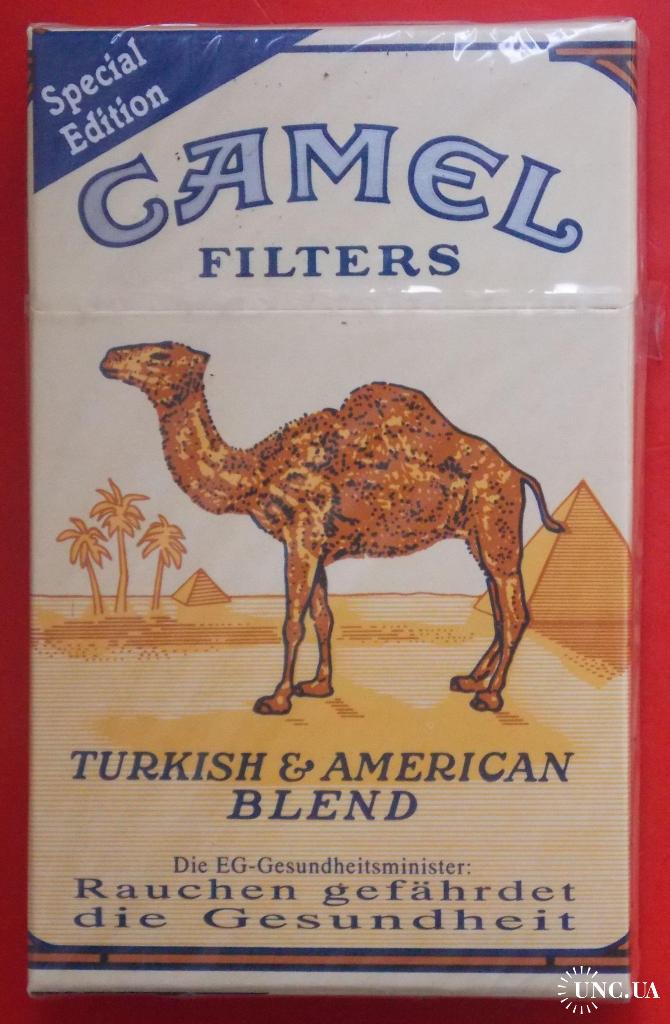 Special
Edition
CAMEL
FILTERS
TURKISH & AMERICAN
BLEND
Die EG-Gesundheitsminister:
Rauchen gefährdet
die Gesundheit
UNC.UA